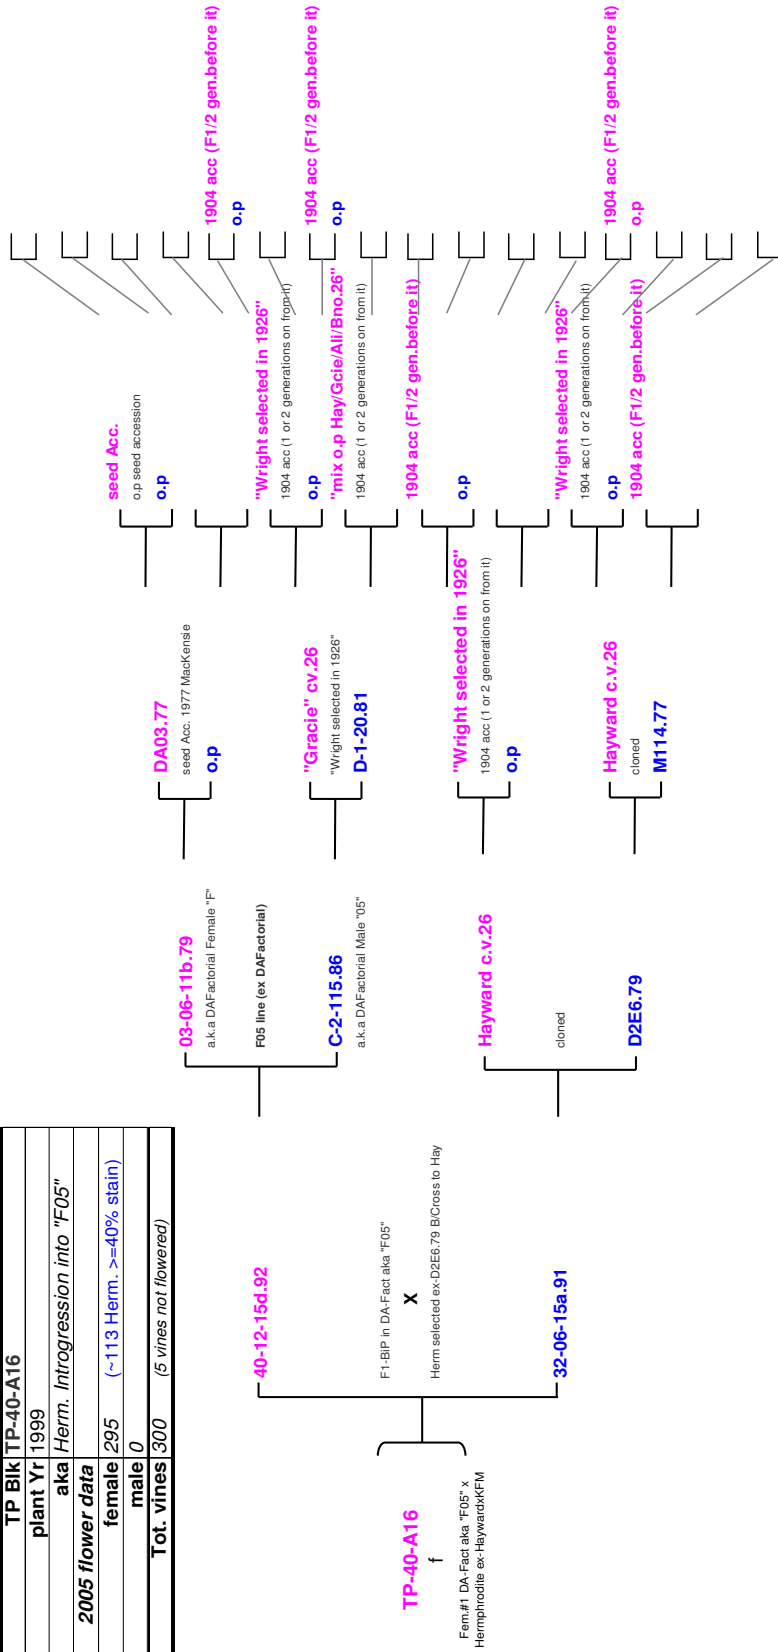 TP Blk TP-40-A16
plant Yr 1999
aka Herm. Introgression into "F05"
2005 flower data
female 295 (~113 Herm. >=40% stain)
male 0
Tot. vines 300 (5 vines not flowered)
TP-40-A16
f
Fem.#1 DA-Fact aka "F05" x
Hermphrodite ex-HaywardxKFM
40-12-15d.92
F1-BiP in DA-Fact aka "F05"
X
Herm selected ex-D2E6.79 B/Cross to Hay
32-06-15a.91
03-06-11b.79
a.k.a DAFactorial Female "F"
F05 line (ex DAFactorial)
C-2-115.86
a.k.a DAFactorial Male "05"
Hayward c.v.26
cloned
D2E6.79
DA03.77
seed Acc. 1977 MacKensie
o.p
"Gracie" cv.26
"Wright selected in 1926"
D-1-20.81
"Wright selected in 1926"
1904 acc (1 or 2 generations on from it)
o.p
Hayward c.v.26
cloned
M114.77
seed Acc.
o.p seed accession
o.p
"Wright selected in 1926"
1904 acc (1 or 2 generations on from it)
o.p
"mix o.p Hay/Gcie/Ali/Bno.26"
1904 acc (1 or 2 generations on from it)
1904 acc (F1/2 gen.before it)
o.p
"Wright selected in 1926"
1904 acc (1 or 2 generations on from it)
o.p
1904 acc (F1/2 gen.before it)
1904 acc (F1/2 gen.before it)
o.p
1904 acc (F1/2 gen.before it)
o.p
1904 acc (F1/2 gen.before it)
o.p